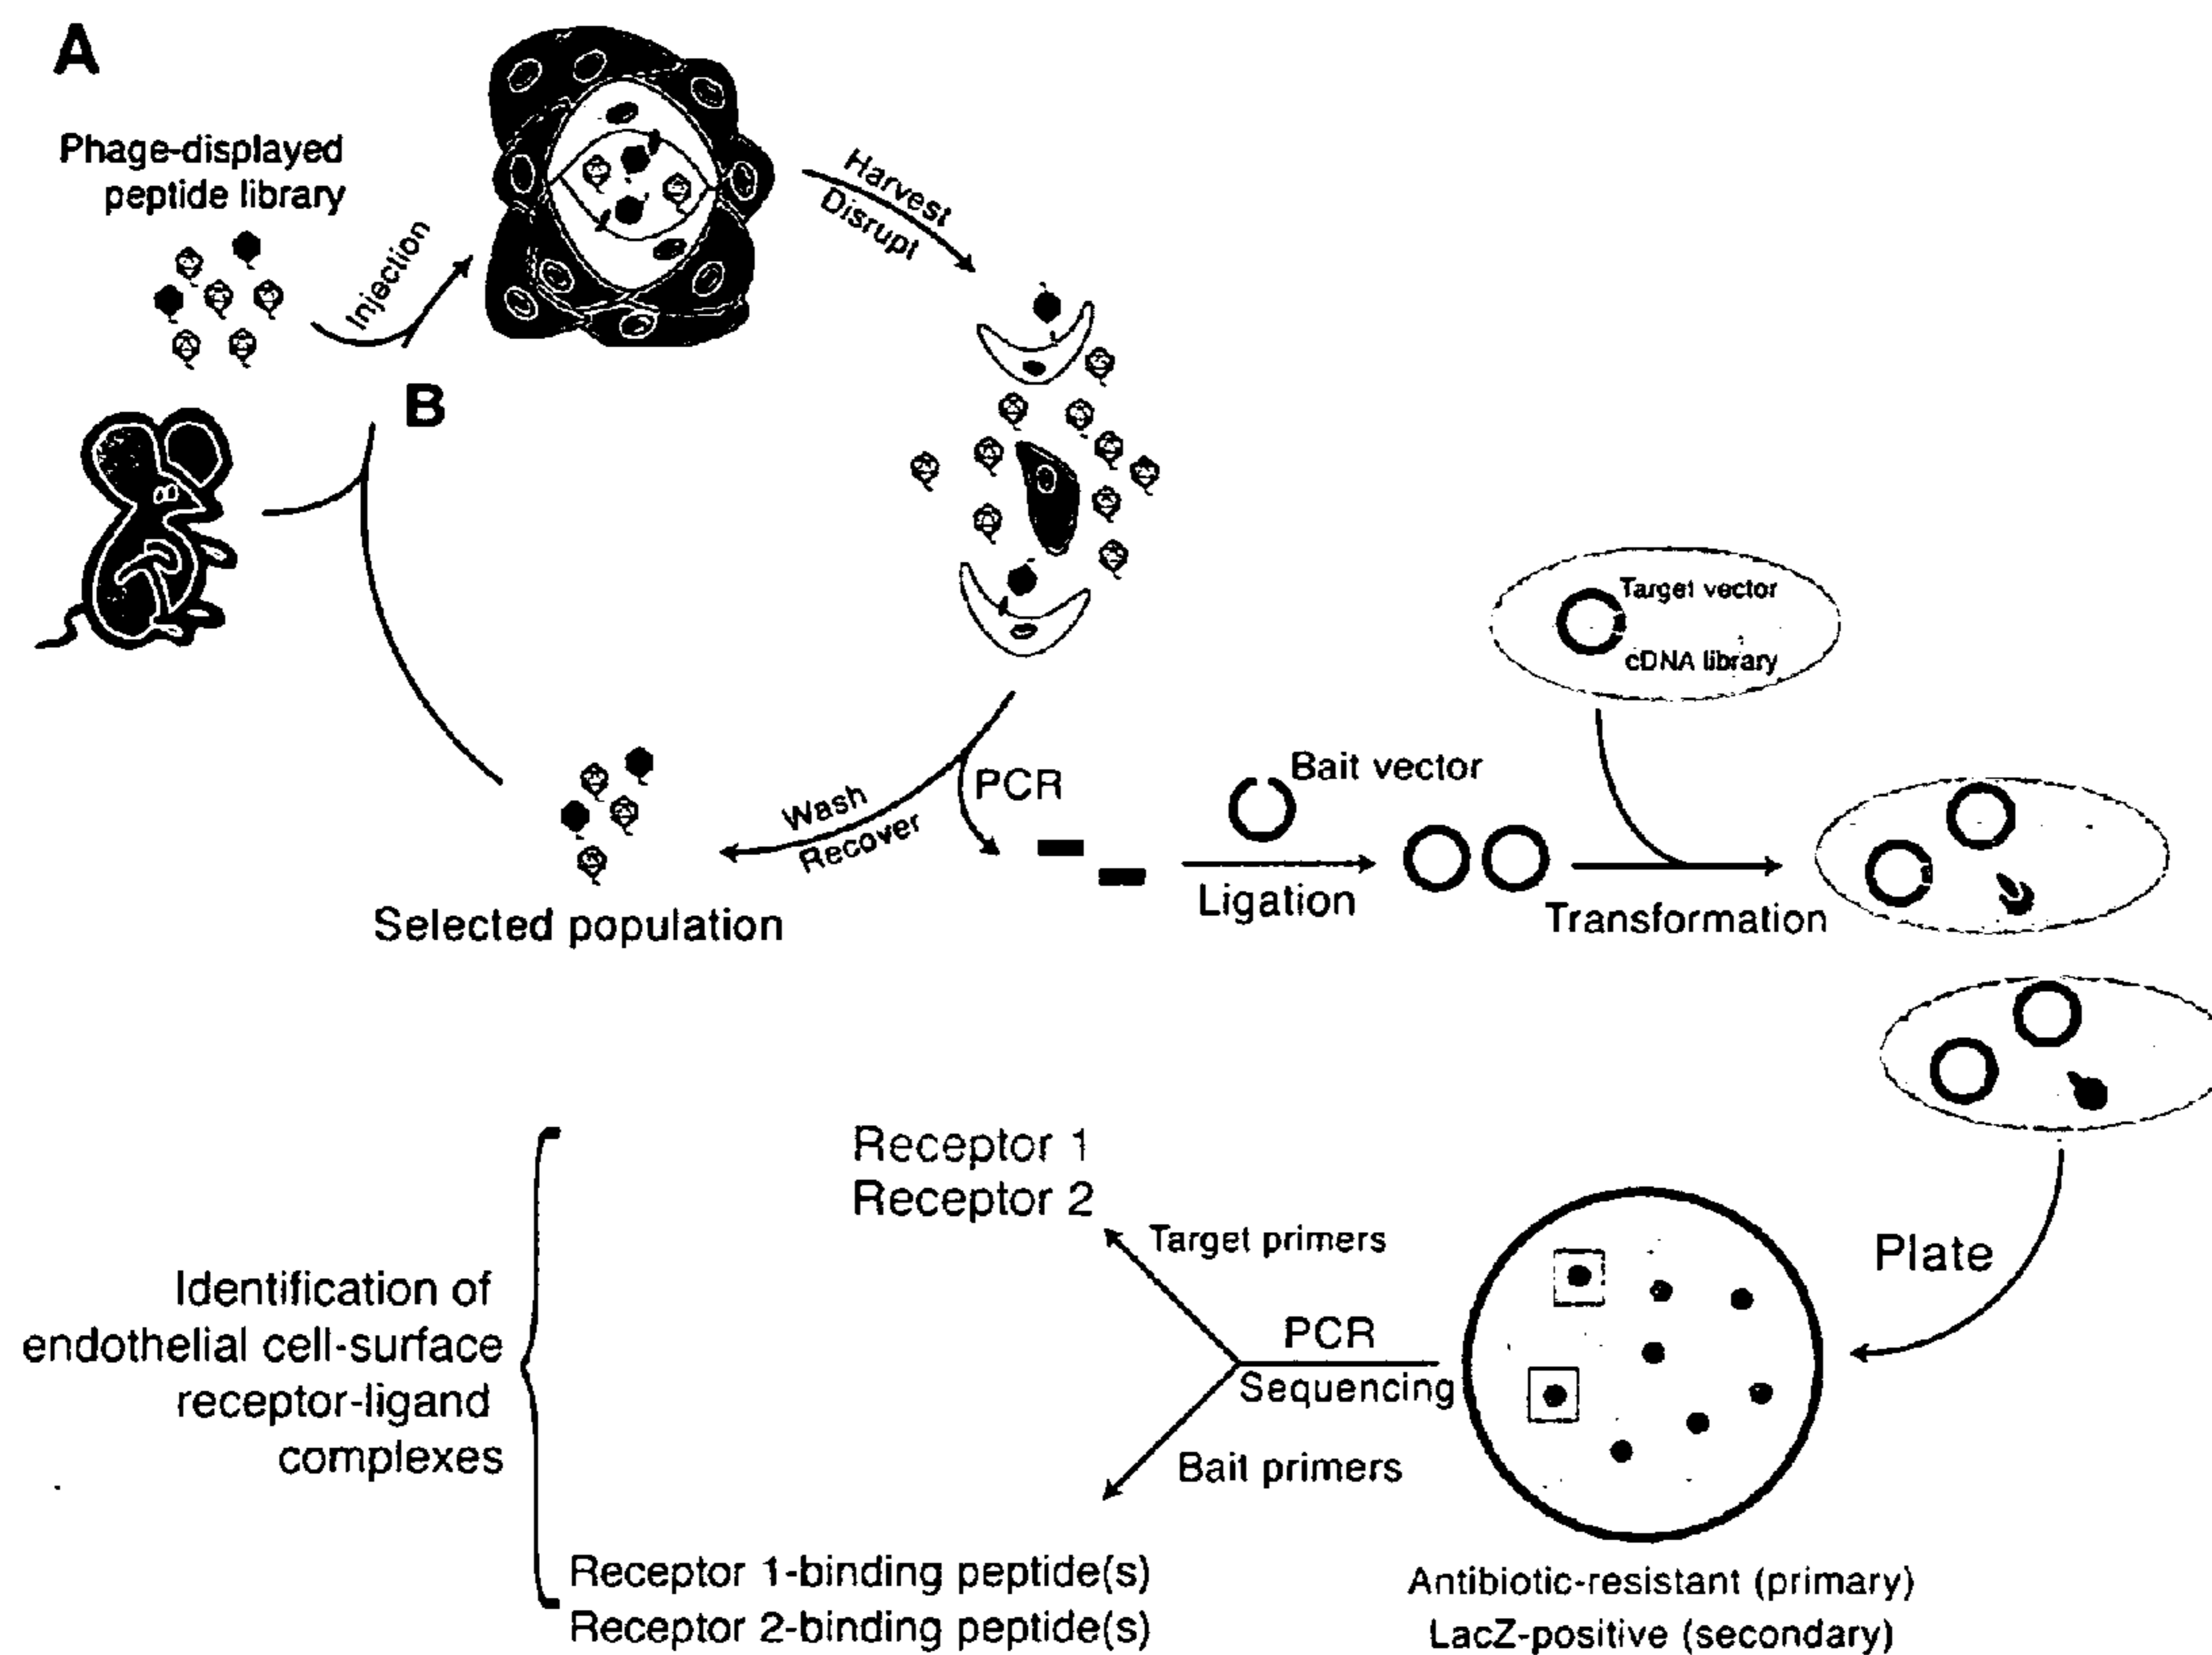 A
Phage-displayed
peptide library
Injection
Harvest
Disrupt
B
Target vector
cDNA library
Bait vector
PCR
Wash
Recover
Ligation
Transformation
Selected population
Receptor 1
Receptor 2
Target primers
Plate
Identification of
endothelial cell-surface
receptor-ligand
complexes
PCR
Sequencing
Bait primers
Receptor 1-binding peptide(s)
Receptor 2-binding peptide(s)
Antibiotic-resistant (primary)
LacZ-positive (secondary)